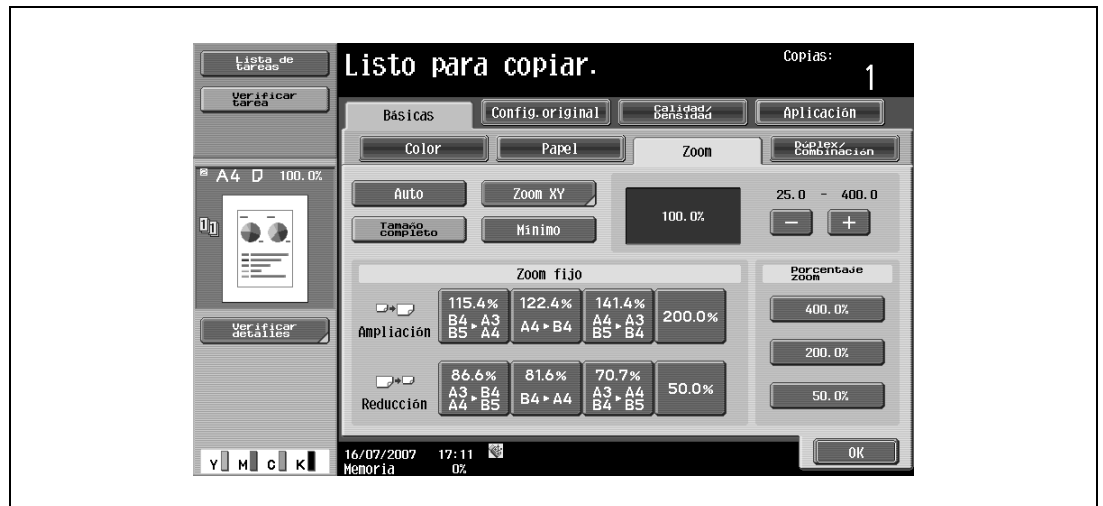 Lista de tareas
Verificar tarea
Listo para copiar.
Copias:
1
Básicas
Config.original
Calidad/
Densidad
Aplicación
Color
Papel
Zoom
Dúplex/
Combinación
A4 100.0%
Auto
Zoom XY
Tamaño
completo
Mínimo
100.0%
25.0 - 400.0
− +
Zoom fijo
Ampliación
115.4%
B4▸A3
B5▸A4
122.4%
A4▸B4
141.4%
A4▸A3
B5▸B4
200.0%
Reducción
86.6%
A3▸B4
A4▸B5
81.6%
B4▸A4
70.7%
A3▸A4
B4▸B5
50.0%
Porcentaje
zoom
400.0%
200.0%
50.0%
Verificar
detalles
Y M C K
16/07/2007 17:11
Memoria 0%
OK